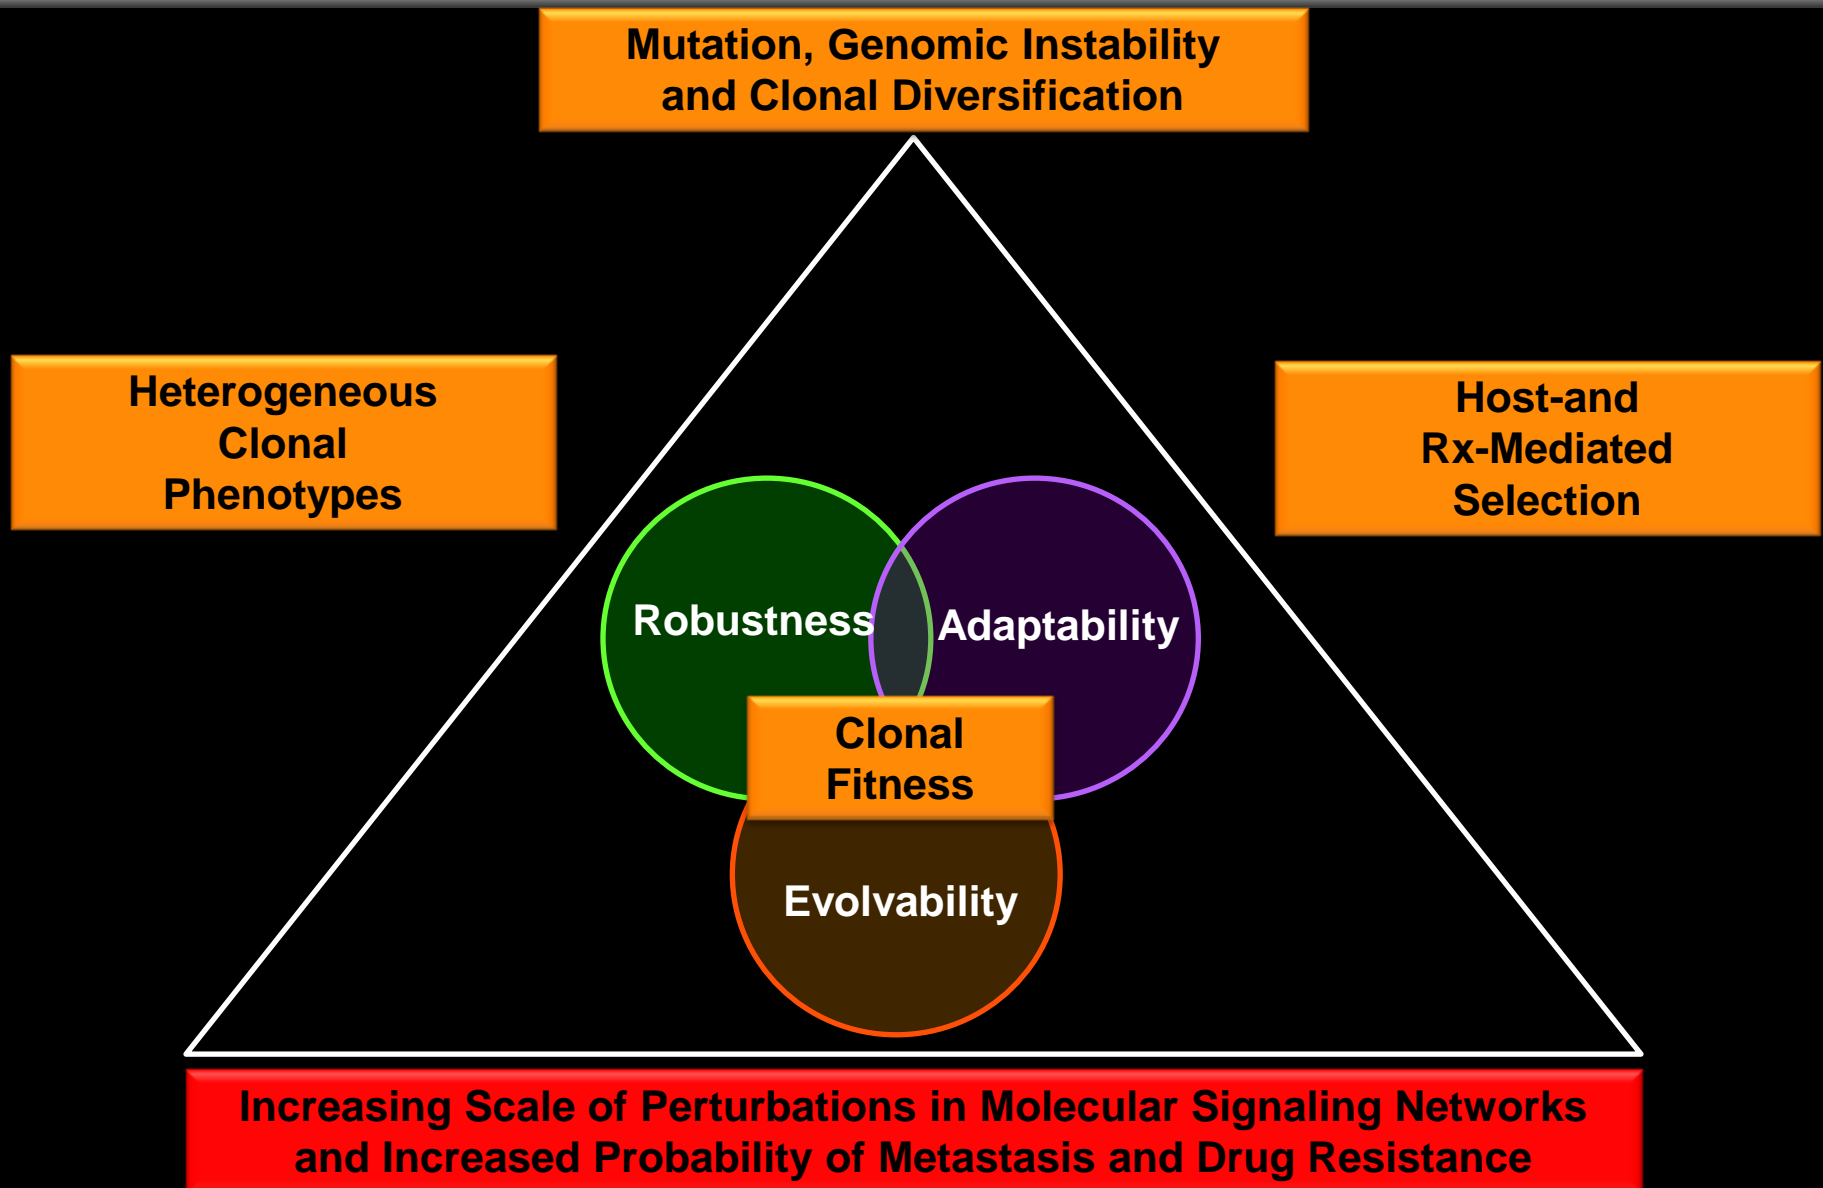 Mutation, Genomic Instability
and Clonal Diversification
Heterogeneous
Clonal
Phenotypes
Host-and
Rx-Mediated
Selection
Robustness
Adaptability
Clonal
Fitness
Evolvability
Increasing Scale of Perturbations in Molecular Signaling Networks
and Increased Probability of Metastasis and Drug Resistance